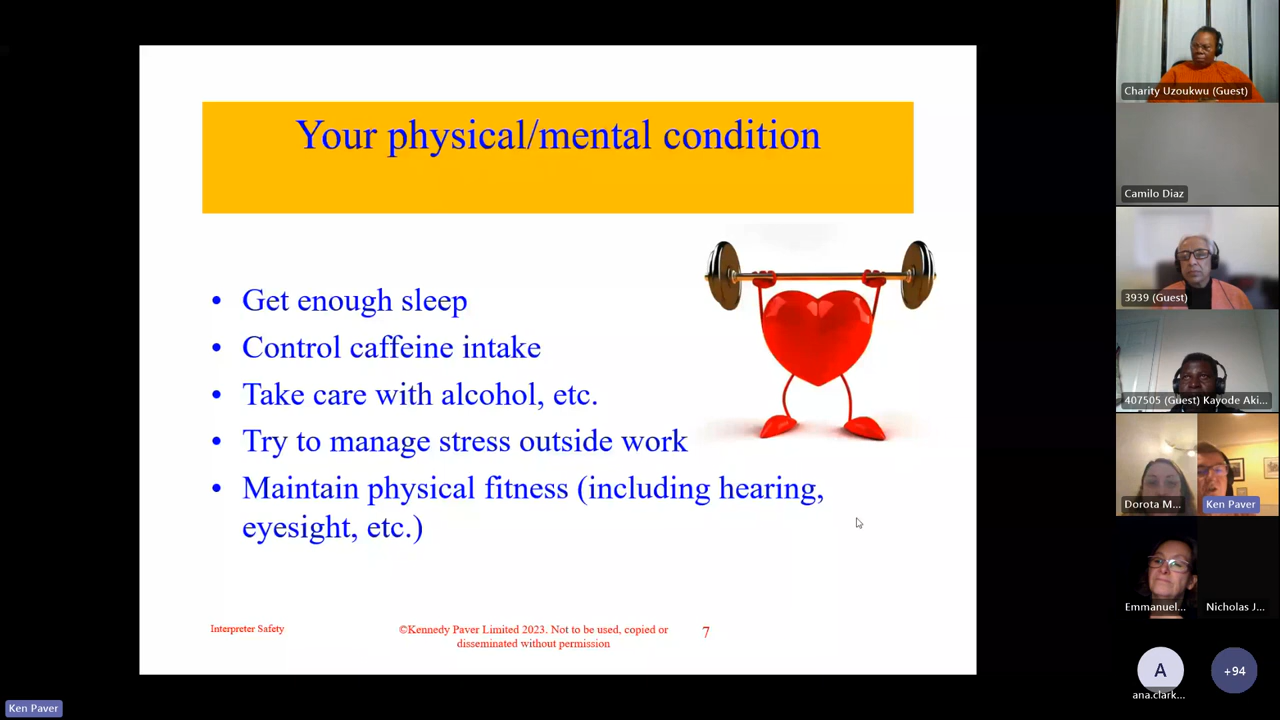 Your physical/mental condition
• Get enough sleep
• Control caffeine intake
• Take care with alcohol, etc.
• Try to manage stress outside work
• Maintain physical fitness (including hearing,
eyesight, etc.)
Interpreter Safety
©Kennedy Paver Limited 2023. Not to be used, copied or
disseminated without permission
7
Ken Paver
Charity Uzoukwu (Guest)
Camilo Diaz
3939 (Guest)
407505 (Guest) Kayode Aki...
Dorota M...
Ken Paver
Emmanuel...
Nicholas J...
A
ana.clark...
+94